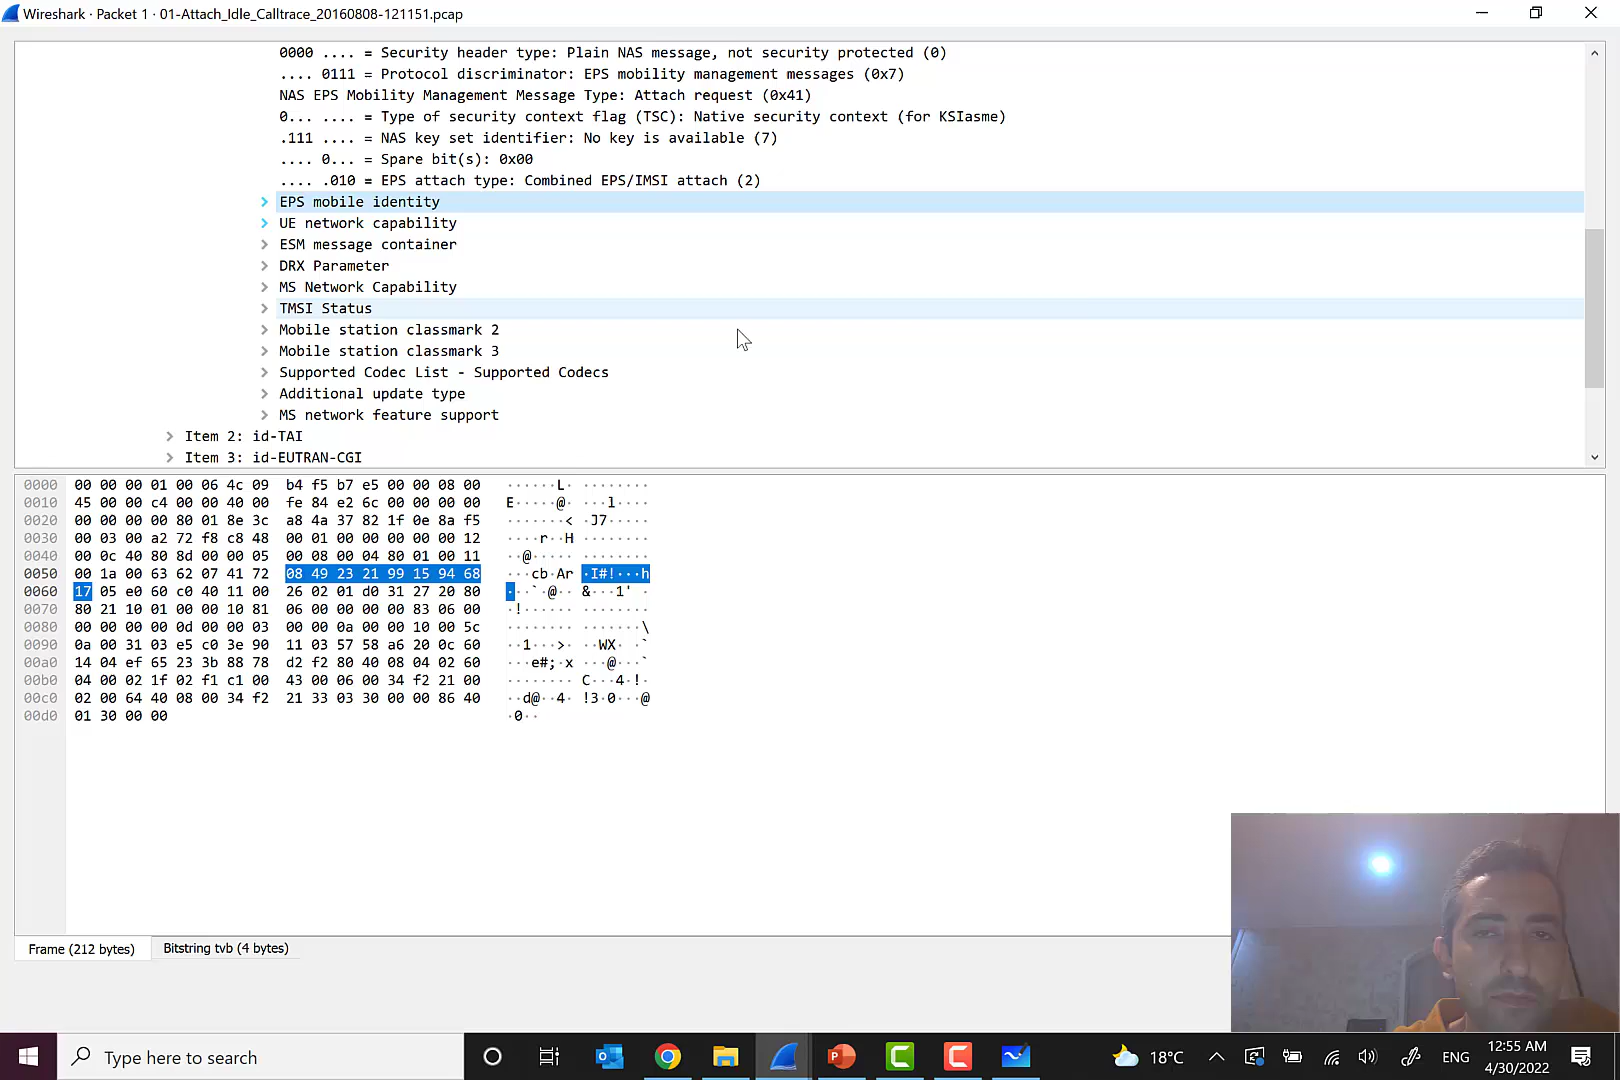 Wireshark · Packet 1 · 01-Attach_Idle_Calltrace_20160808-121151.pcap
0000 .... = Security header type: Plain NAS message, not security protected (0)
.... 0111 = Protocol discriminator: EPS mobility management messages (0x7)
NAS EPS Mobility Management Message Type: Attach request (0x41)
0... .... = Type of security context flag (TSC): Native security context (for KSIasme)
.111 .... = NAS key set identifier: No key is available (7)
.... 0... = Spare bit(s): 0x00
.... .010 = EPS attach type: Combined EPS/IMSI attach (2)
EPS mobile identity
UE network capability
ESM message container
DRX Parameter
MS Network Capability
TMSI Status
Mobile station classmark 2
Mobile station classmark 3
Supported Codec List - Supported Codecs
Additional update type
MS network feature support
Item 2: id-TAI
Item 3: id-EUTRAN-CGI
0000 00 00 00 01 00 06 4c 09 b4 f5 b7 e5 00 00 08 00 ······L· ········
0010 45 00 00 c4 00 00 40 00 fe 84 e2 6c 00 00 00 00 E·····@· ···l····
0020 00 00 00 00 80 01 8e 3c a8 4a 37 82 1f 0e 8a f5 ·······< ·J7·····
0030 00 03 00 a2 72 f8 c8 48 00 01 00 00 00 00 00 12 ····r··H ········
0040 00 0c 40 80 8d 00 00 05 00 08 00 04 80 01 00 11 ··@····· ········
0050 00 1a 00 63 62 07 41 72 08 49 23 21 99 15 94 68 ···cb·Ar ·I#!···h
0060 17 05 e0 60 c0 40 11 00 26 02 01 d0 31 27 20 80 ···`·@·· &···1' ·
0070 80 21 10 01 00 00 10 81 06 00 00 00 00 83 06 00 ·!······ ········
0080 00 00 00 00 0d 00 00 03 00 00 0a 00 00 10 00 5c ········ ·······\
0090 0a 00 31 03 e5 c0 3e 90 11 03 57 58 a6 20 0c 60 ··1···>· ··WX· ·`
00a0 14 04 ef 65 23 3b 88 78 d2 f2 80 40 08 04 02 60 ···e#;·x ···@···`
00b0 04 00 02 1f 02 f1 c1 00 43 00 06 00 34 f2 21 00 ········ C···4·!·
00c0 02 00 64 40 08 00 34 f2 21 33 03 30 00 00 86 40 ··d@··4· !3·0···@
00d0 01 30 00 00 ·0··
Frame (212 bytes)
Bitstring tvb (4 bytes)
Type here to search
18°C
ENG
12:55 AM
4/30/2022